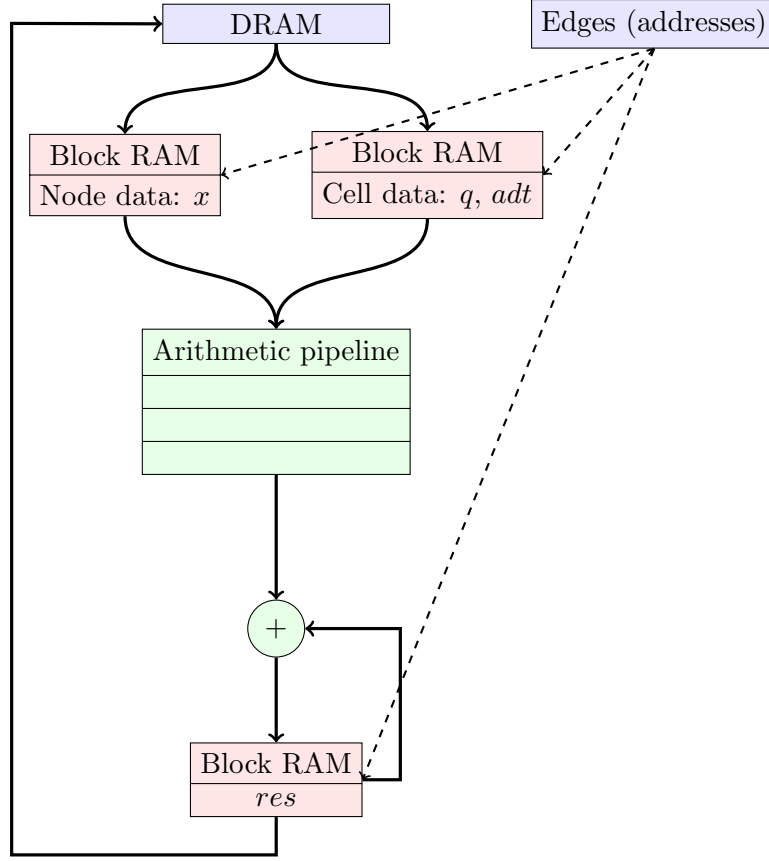 DRAM
Edges (addresses)
Block RAM
Node data: x
Block RAM
Cell data: q, adt
Arithmetic pipeline
+
Block RAM
res